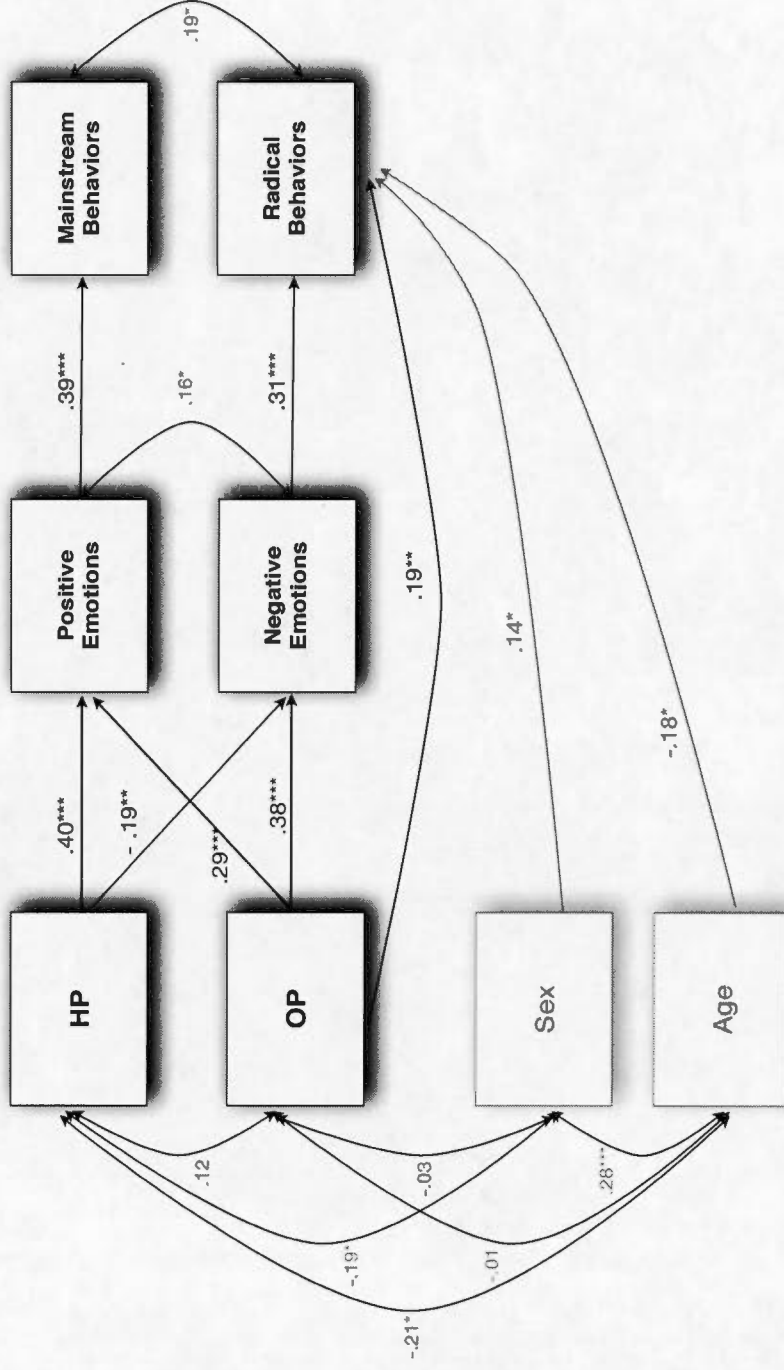 HP
OP
Sex
Age
Positive
Emotions
Negative
Emotions
Mainstream
Behaviors
Radical
Behaviors
.40***
- .19**
.29***
.38***
.39***
.31***
.16*
.19*
.19**
.14*
-.18*
.12
-.03
.28***
-.19*
-.01
-.21*